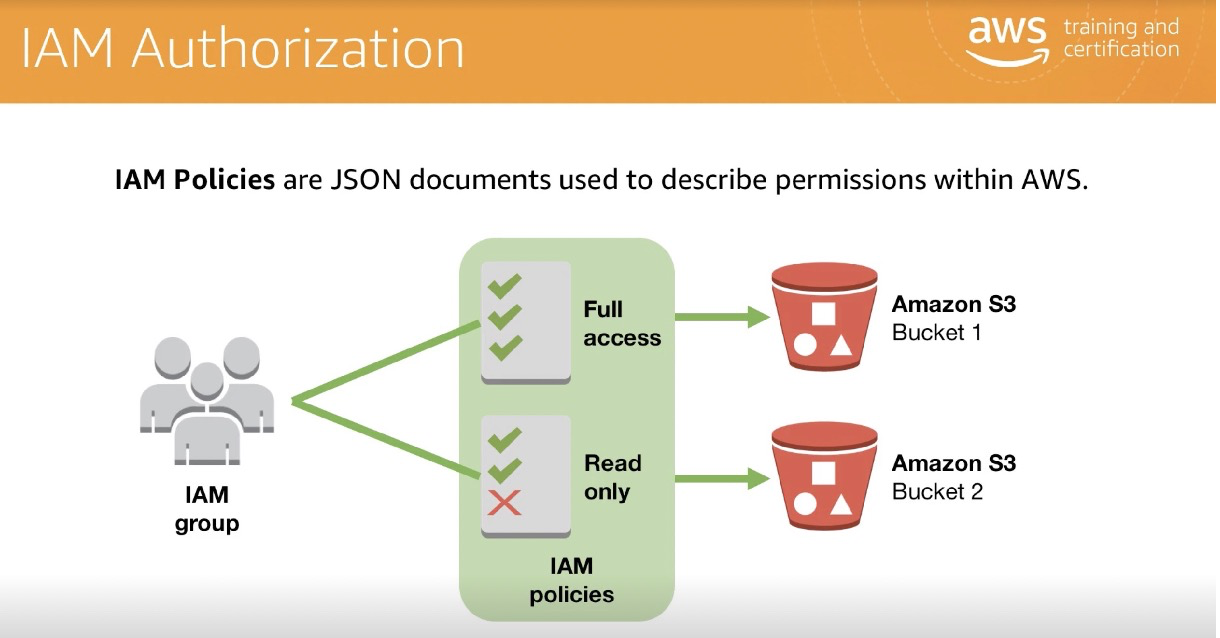 IAM Authorization
aws training and
certification
IAM Policies are JSON documents used to describe permissions within AWS.
Full
access
Amazon S3
Bucket 1
Read
only
Amazon S3
Bucket 2
IAM
group
IAM
policies